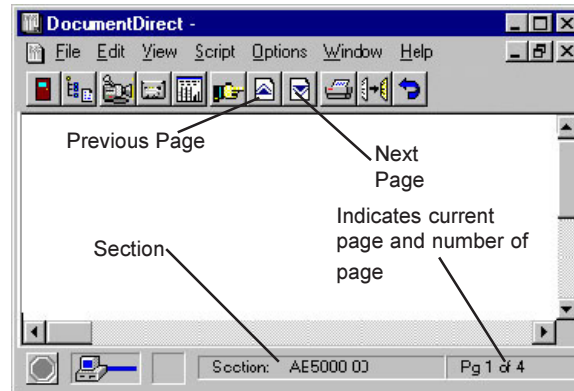 DocumentDirect -
File Edit View Script Options Window Help
Previous Page
Next
Page
Indicates current
page and number of
page
Section
Section: AE5000 00
Pg 1 of 4